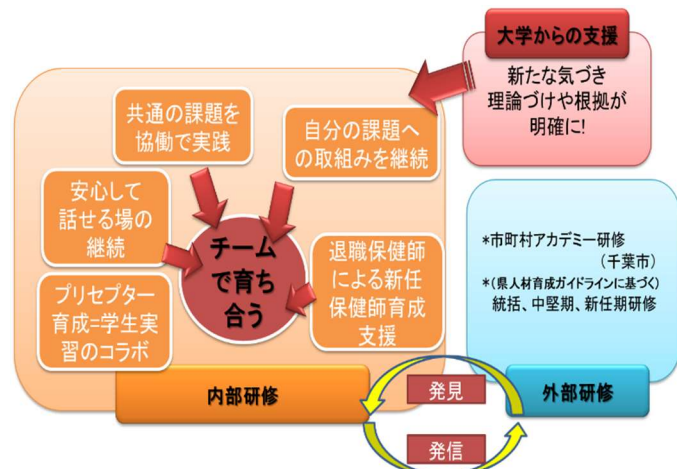 大学からの支援
新たな気づき
理論づけや根拠が
明確に!
共通の課題を
協働で実践
自分の課題へ
の取組みを継続
安心して
話せる場の
継続
チーム
で育ち
合う
退職保健師
による新任
保健師育成
支援
プリセプター
育成=学生実
習のコラボ
*市町村アカデミー研修
(千葉市)
*(県人材育成ガイドラインに基づく)
統括、中堅期、新任期研修
内部研修
発見
外部研修
発信